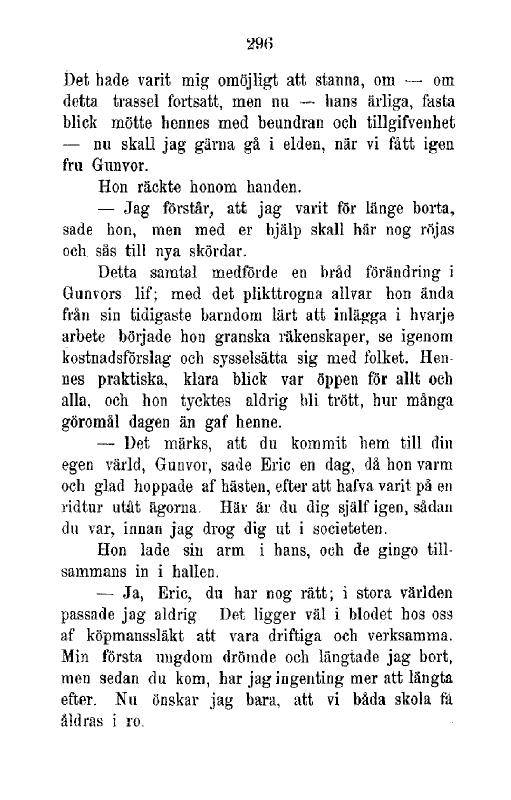 296
Det hade varit mig omöjligt att stanna, om — om
detta trassel fortsatt, men nu — hans ärliga, fasta
blick mötte hennes med beundran och tillgifvenhet
— nu skall jag gärna gå i elden, när vi fått igen
fru Gunvor.
Hon räckte honom handen.
— Jag förstår, att jag varit för länge borta,
sade hon, men med er hjälp skall här nog röjas
och sås till nya skördar.
Detta samtal medförde en bråd förändring i
Gunvors lif; med det plikttrogna allvar hon ända
från sin tidigaste barndom lärt att inlägga i hvarje
arbete började hon granska räkenskaper, se igenom
kostnadsförslag och sysselsätta sig med folket. Hen-
nes praktiska, klara blick var öppen för allt och
alla, och hon tycktes aldrig bli trött, hur många
göromål dagen än gaf henne.
— Det märks, att du kommit hem till din
egen värld, Gunvor, sade Eric en dag, då hon varm
och glad hoppade af hästen, efter att hafva varit på en
ridtur utåt ägorna. Här är du dig själf igen, sådan
du var, innan jag drog dig ut i societeten.
Hon lade sin arm i hans, och de gingo till-
sammans in i hallen.
— Ja, Eric, du har nog rätt; i stora världen
passade jag aldrig Det ligger väl i blodet hos oss
af köpmanssläkt att vara driftiga och verksamma.
Min första ungdom drömde och längtade jag bort,
men sedan du kom, har jag ingenting mer att längta
efter. Nu önskar jag bara, att vi båda skola få
åldras i ro.